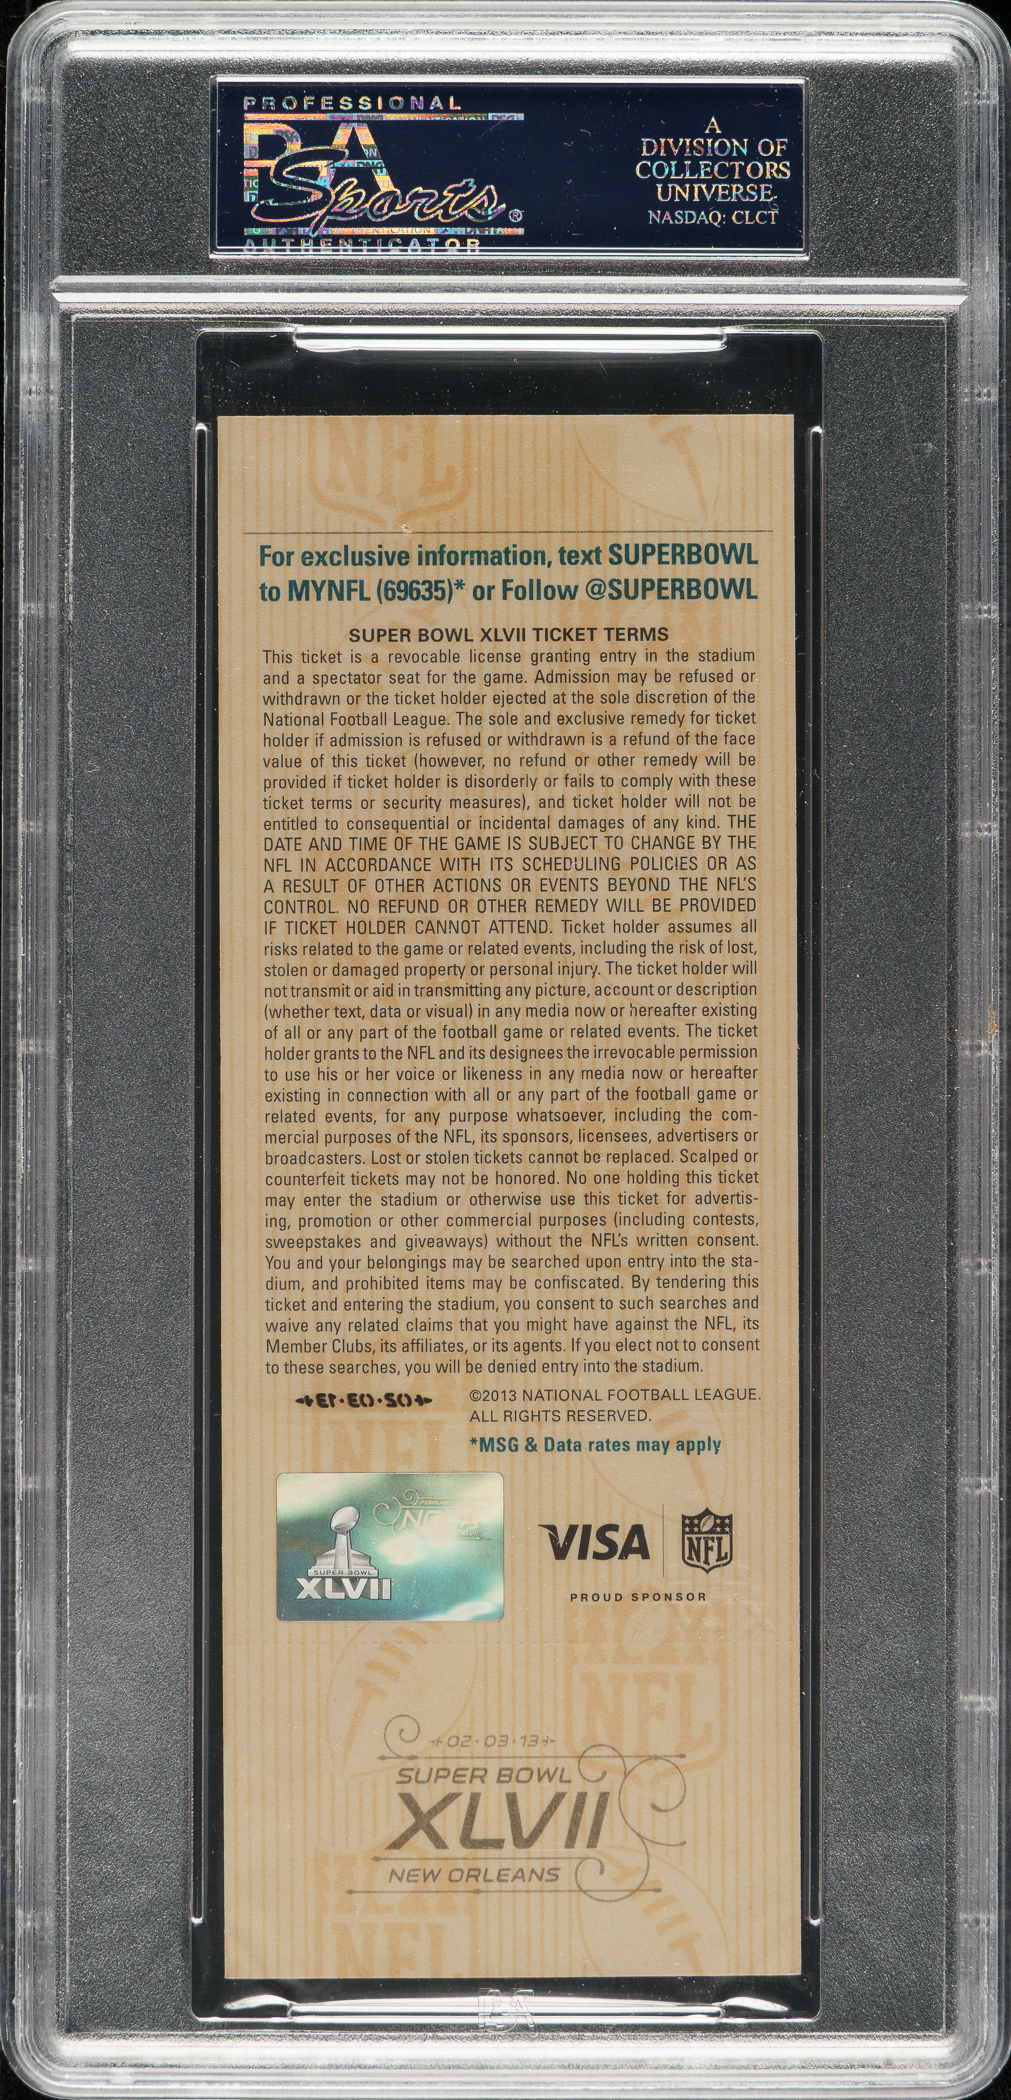 PROFESSIONAL
PSA
Sports®
AUTHENTICATOR
A
DIVISION OF
COLLECTORS
UNIVERSE
NASDAQ: CLCT
NFL
For exclusive information, text SUPERBOWL
to MYNFL (69635)* or Follow @SUPERBOWL
SUPER BOWL XLVII TICKET TERMS
This ticket is a revocable license granting entry in the stadium
and a spectator seat for the game. Admission may be refused or
withdrawn or the ticket holder ejected at the sole discretion of the
National Football League. The sole and exclusive remedy for ticket
holder if admission is refused or withdrawn is a refund of the face
value of this ticket (however, no refund or other remedy will be
provided if ticket holder is disorderly or fails to comply with these
ticket terms or security measures), and ticket holder will not be
entitled to consequential or incidental damages of any kind. THE
DATE AND TIME OF THE GAME IS SUBJECT TO CHANGE BY THE
NFL IN ACCORDANCE WITH ITS SCHEDULING POLICIES OR AS
A RESULT OF OTHER ACTIONS OR EVENTS BEYOND THE NFL'S
CONTROL. NO REFUND OR OTHER REMEDY WILL BE PROVIDED
IF TICKET HOLDER CANNOT ATTEND. Ticket holder assumes all
risks related to the game or related events, including the risk of lost,
stolen or damaged property or personal injury. The ticket holder will
not transmit or aid in transmitting any picture, account or description
(whether text, data or visual) in any media now or hereafter existing
of all or any part of the football game or related events. The ticket
holder grants to the NFL and its designees the irrevocable permission
to use his or her voice or likeness in any media now or hereafter
existing in connection with all or any part of the football game or
related events, for any purpose whatsoever, including the com-
mercial purposes of the NFL, its sponsors, licensees, advertisers or
broadcasters. Lost or stolen tickets cannot be replaced. Scalped or
counterfeit tickets may not be honored. No one holding this ticket
may enter the stadium or otherwise use this ticket for advertis-
ing, promotion or other commercial purposes (including contests,
sweepstakes and giveaways) without the NFL's written consent.
You and your belongings may be searched upon entry into the sta-
dium, and prohibited items may be confiscated. By tendering this
ticket and entering the stadium, you consent to such searches and
waive any related claims that you might have against the NFL, its
Member Clubs, its affiliates, or its agents. If you elect not to consent
to these searches, you will be denied entry into the stadium.
02·03·13
©2013 NATIONAL FOOTBALL LEAGUE.
ALL RIGHTS RESERVED.
*MSG & Data rates may apply
SUPER BOWL
XLVII
VISA
NFL
PROUD SPONSOR
NFL
02·03·13
SUPER BOWL
XLVII
NEW ORLEANS
NFL
PSA